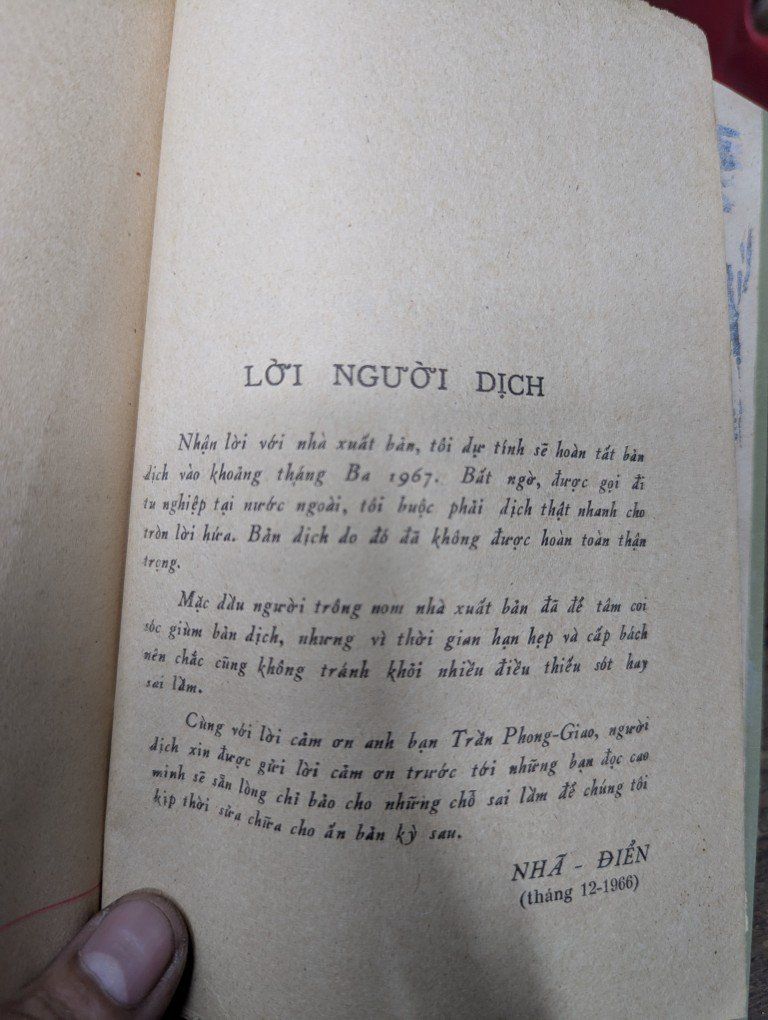 LỜI NGƯỜI DỊCH
Nhận lời với nhà xuất bản, tôi dự tính sẽ hoàn tất bản
dịch vào khoảng tháng Ba 1967. Bất ngờ, được gọi đi
tu nghiệp tại nước ngoài, tôi buộc phải dịch thật nhanh cho
tròn lời hứa. Bản dịch do đó đã không được hoàn toàn thận
trọng.
Mặc dầu người trông nom nhà xuất bản đã để tâm coi
sóc giùm bản dịch, nhưng vì thời gian hạn hẹp và cấp bách
nên chắc cũng không tránh khỏi nhiều điều thiếu sót hay
sai lầm.
Cùng với lời cảm ơn anh bạn Trần Phong-Giao, người
dịch xin được gửi lời cảm ơn trước tới những bạn đọc cao
minh sẽ sẵn lòng chỉ bảo cho những chỗ sai lầm để chúng tôi
kịp thời sửa chữa cho ấn bản kỳ sau.
NHÃ - ĐIỂN
(tháng 12-1966)